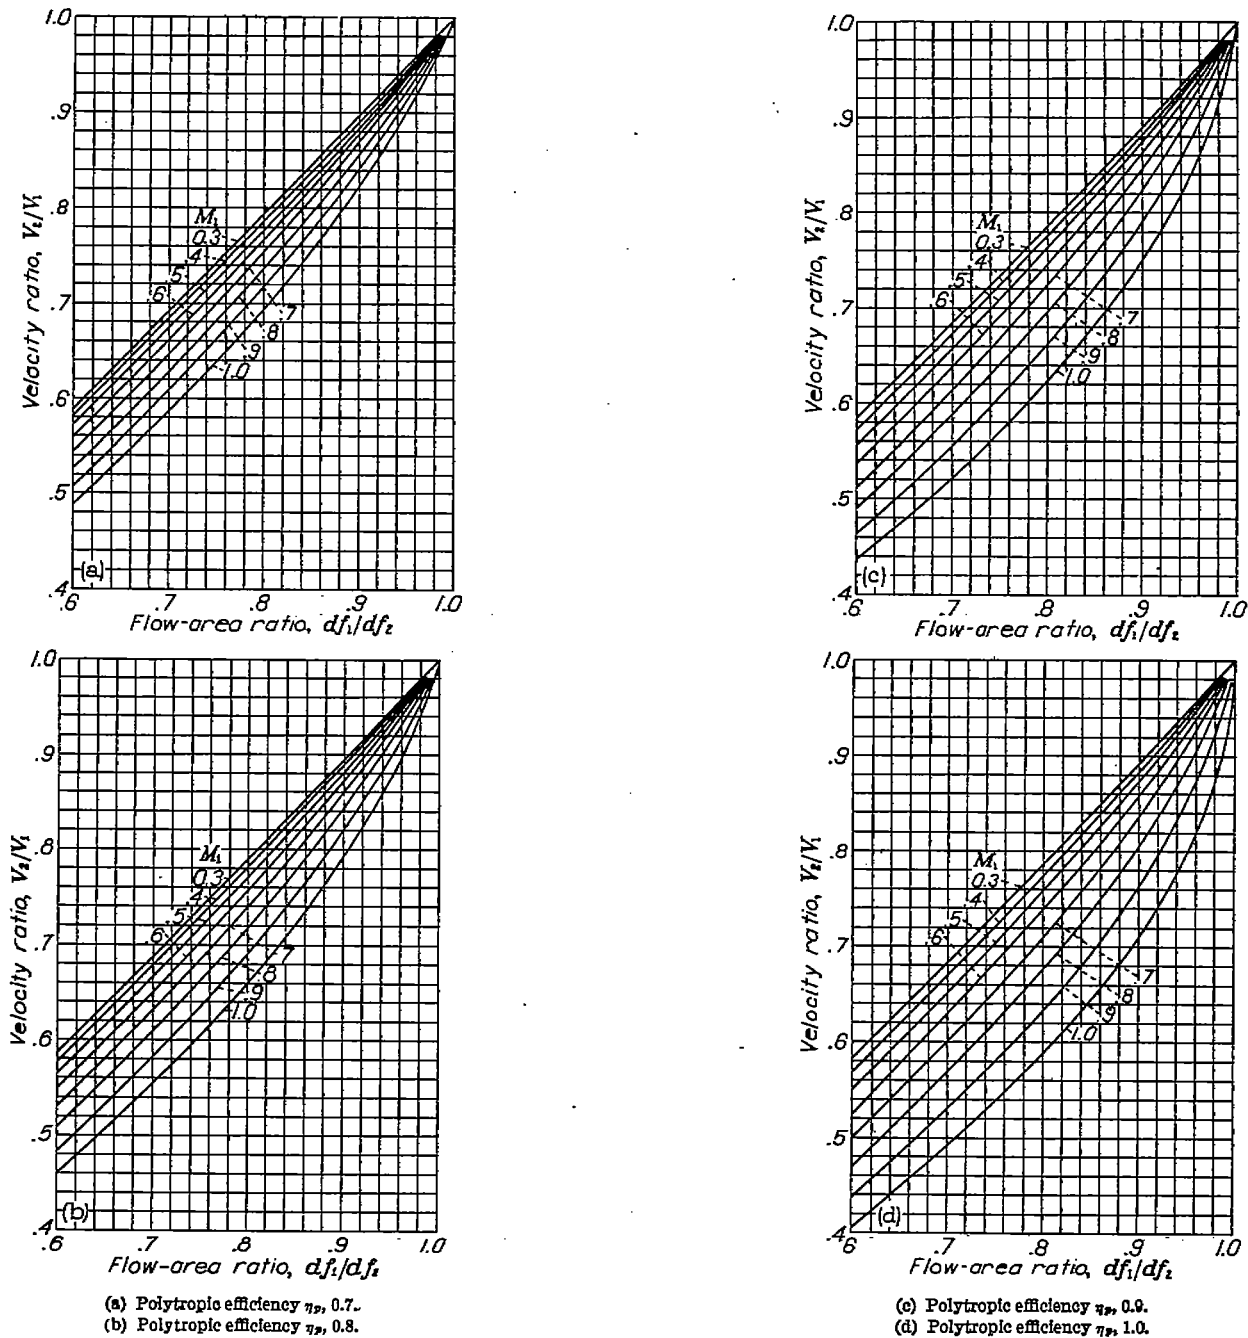 1.0
.9
.8
.7
.6
.5
.4
Velocity ratio, V₂/V₁
M₁
0.3
.4
.5
.6
.7
.8
.9
1.0
(a)
.6 .7 .8 .9 1.0
Flow-area ratio, df₁/df₂
1.0
.9
.8
.7
.6
.5
.4
Velocity ratio, V₂/V₁
M₁
0.3
.4
.5
.6
.7
.8
.9
1.0
(b)
.6 .7 .8 .9 1.0
Flow-area ratio, df₁/df₂
(a) Polytropic efficiency ηₚ, 0.7.
(b) Polytropic efficiency ηₚ, 0.8.
1.0
.9
.8
.7
.6
.5
.4
Velocity ratio, V₂/V₁
M₁
0.3
.4
.5
.6
.7
.8
.9
1.0
(c)
.6 .7 .8 .9 1.0
Flow-area ratio, df₁/df₂
1.0
.9
.8
.7
.6
.5
.4
Velocity ratio, V₂/V₁
M₁
0.3
.4
.5
.6
.7
.8
.9
1.0
(d)
.6 .7 .8 .9 1.0
Flow-area ratio, df₁/df₂
(c) Polytropic efficiency ηₚ, 0.9.
(d) Polytropic efficiency ηₚ, 1.0.